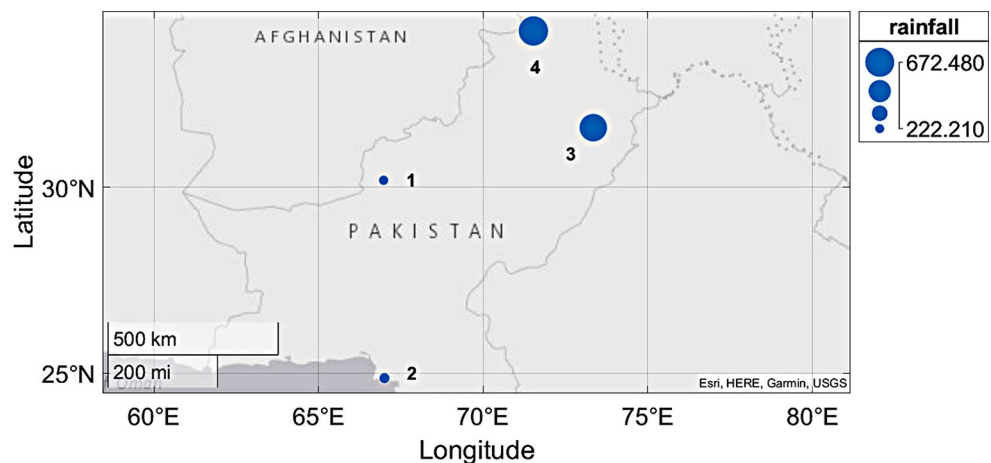 AFGHANISTAN
4
3
1
PAKISTAN
2
500 km
200 mi
Oman
Esri, HERE, Garmin, USGS
30°N
25°N
60°E 65°E 70°E 75°E 80°E
Latitude
Longitude
rainfall
672.480
222.210